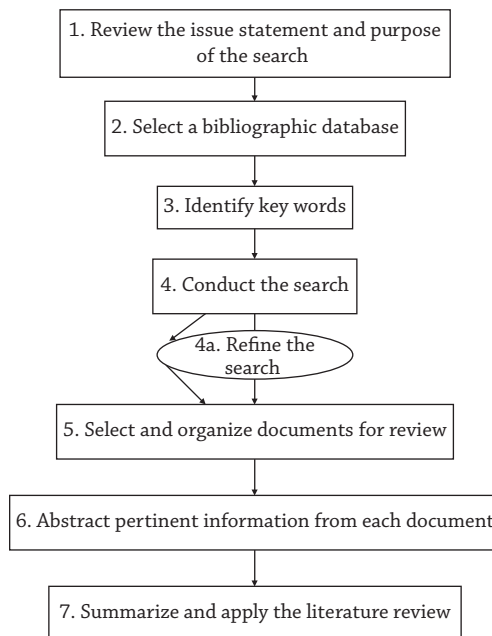 1. Review the issue statement and purpose
of the search
2. Select a bibliographic database
3. Identify key words
4. Conduct the search
4a. Refine the
search
5. Select and organize documents for review
6. Abstract pertinent information from each document
7. Summarize and apply the literature review